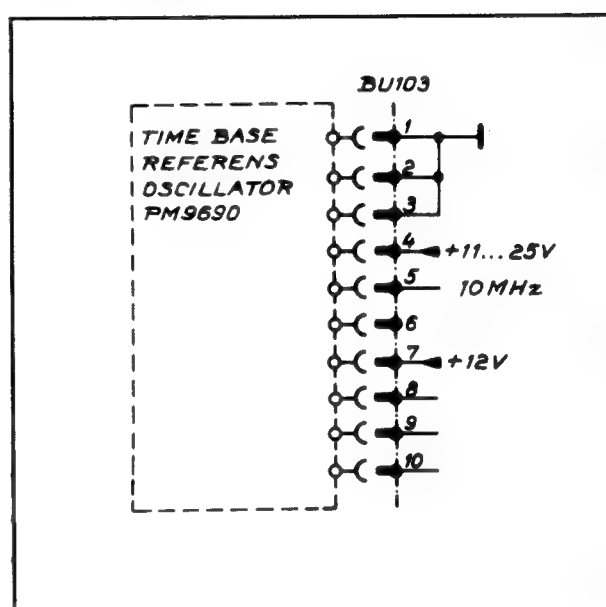 BU103
TIME BASE
REFERENS
OSCILLATOR
PM9690
1
2
3
4 +11...25V
5 10MHz
6
7 +12V
8
9
10